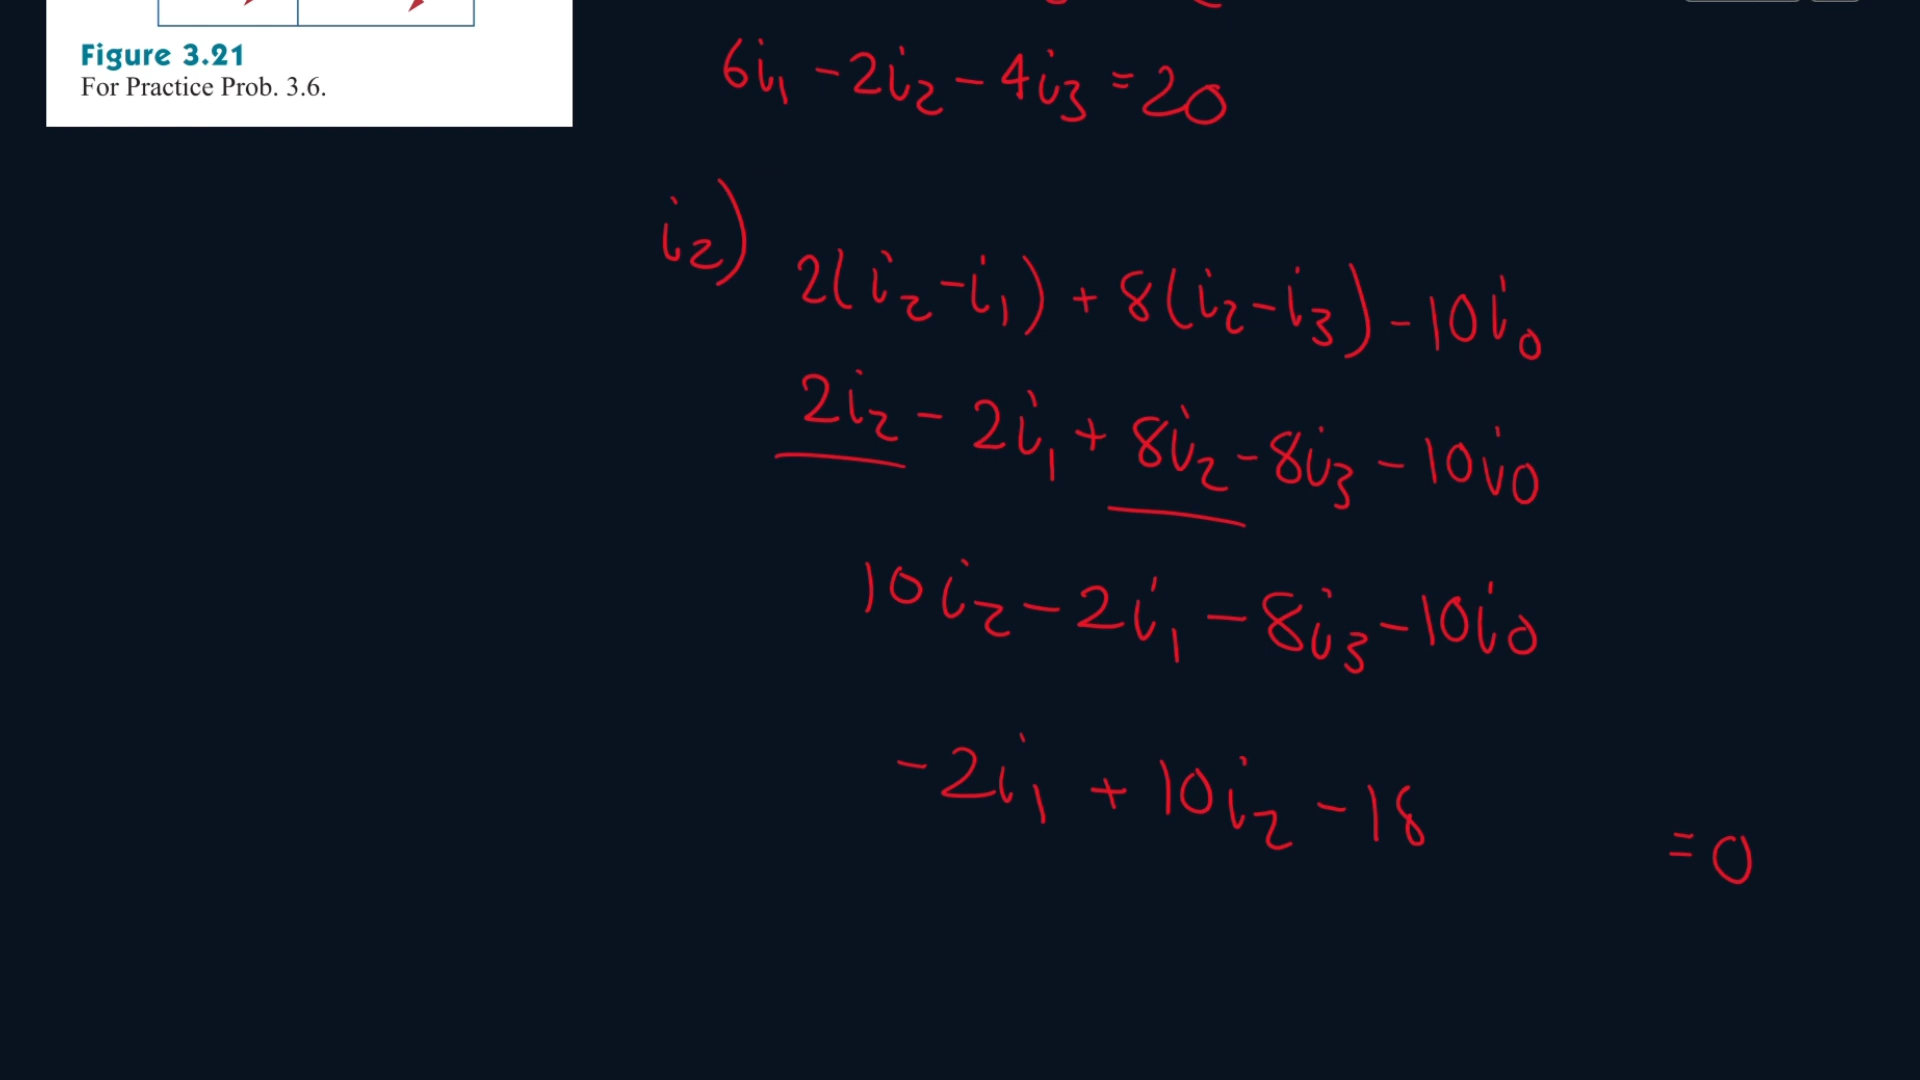 Figure 3.21
For Practice Prob. 3.6.
6i₁ - 2i₂ - 4i₃ = 20
i₂)
2(i₂ - i₁) + 8(i₂ - i₃) - 10i₀
2i₂ - 2i₁ + 8i₂ - 8i₃ - 10i₀
10i₂ - 2i₁ - 8i₃ - 10i₀
-2i₁ + 10i₂ - 18 = 0